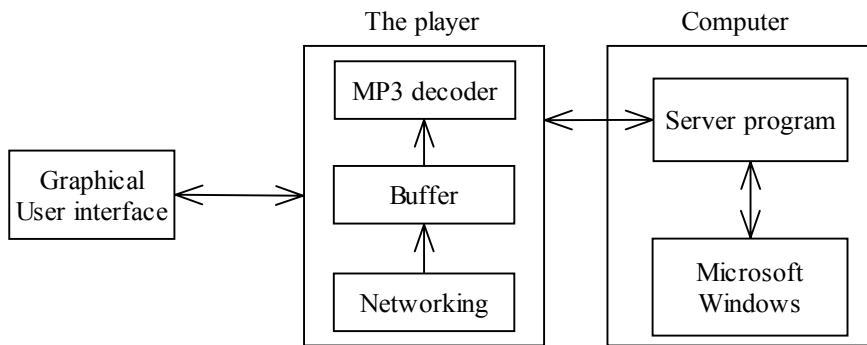 The player
Computer
MP3 decoder
Server program
Graphical
User interface
Buffer
Networking
Microsoft
Windows